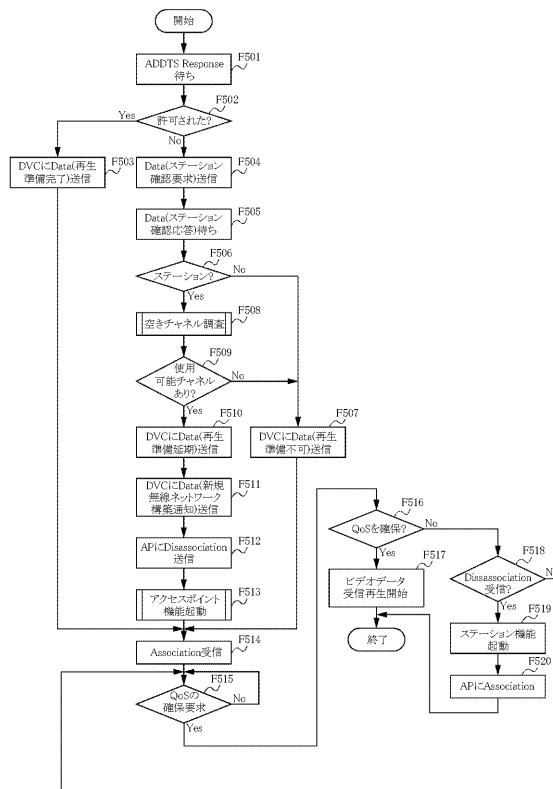 開始
F501
ADDTS Response
待ち
F502
許可された?
Yes
No
F503
DVCにData(再生
準備完了)送信
F504
Data(ステーション
確認要求)送信
F505
Data(ステーション
確認応答)待ち
F506
ステーション?
No
Yes
F508
空きチャネル調査
F509
使用
可能チャネル
あり?
No
Yes
F510
DVCにData(再生
準備延期)送信
F507
DVCにData(再生
準備不可)送信
F511
DVCにData(新規
無線ネットワーク
構築通知)送信
F512
APにDisassociation
送信
F513
アクセスポイント
機能起動
F514
Association受信
F515
QoSの
確保要求
No
Yes
F516
QoSを確保?
No
Yes
F517
ビデオデータ
受信再生開始
終了
F518
Dissassociation
受信?
No
Yes
F519
ステーション機能
起動
F520
APにAssociation